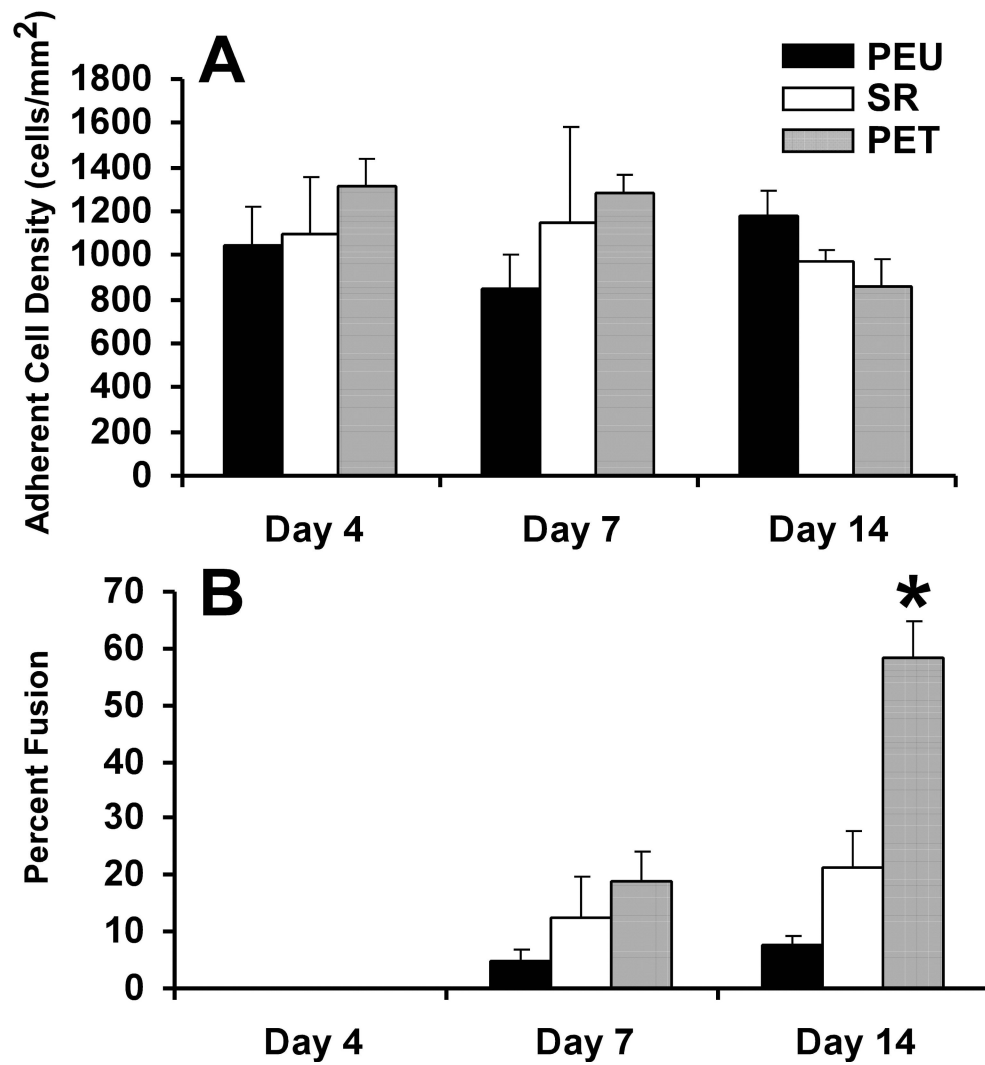 A
PEU
SR
PET
Adherent Cell Density (cells/mm²)
1800
1600
1400
1200
1000
800
600
400
200
0
Day 4 Day 7 Day 14
B
*
Percent Fusion
70
60
50
40
30
20
10
0
Day 4 Day 7 Day 14